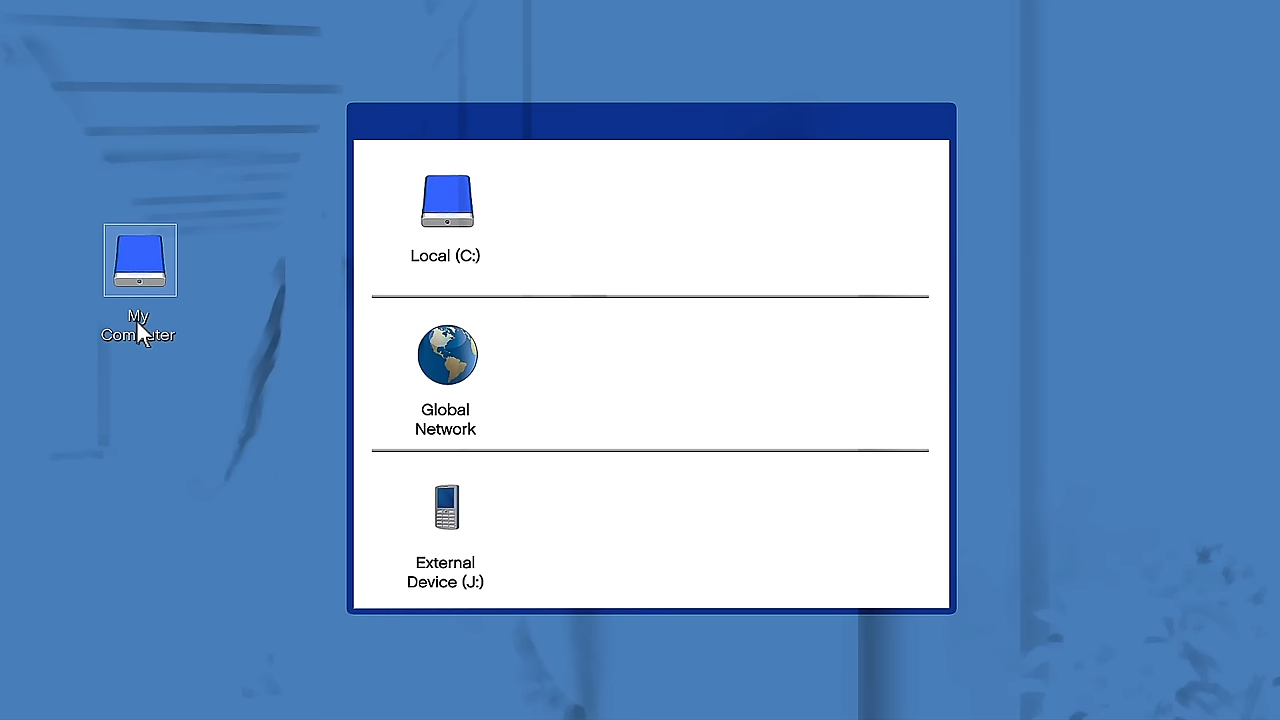 My
Computer
Local (C:)
Global
Network
External
Device (J:)